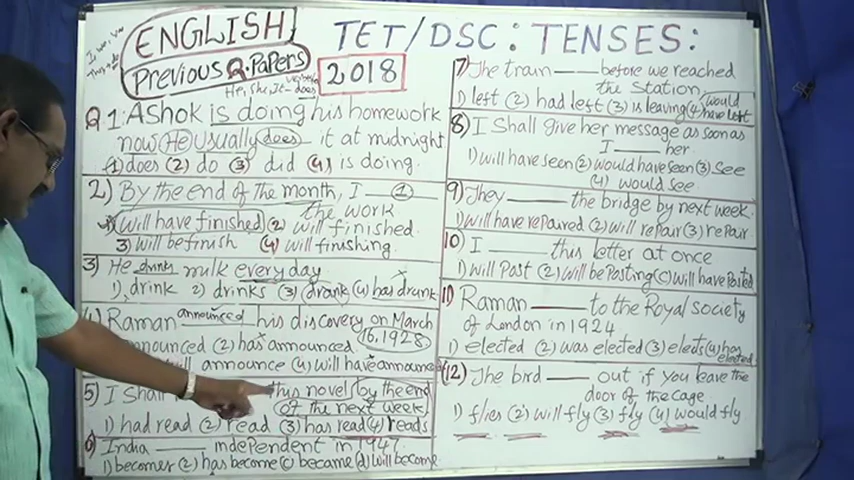 ENGLISH
Previous Q.Papers
TET/DSC: TENSES:
2018
He, She, It-
does
Q 1: Ashok is doing his homework
now. He usually does it at midnight
(1) does (2) do (3) did (4) is doing.
2) By the end of the month, I ___ (1)
the work
1) will have finished (2) will finished.
3) will be finish (4) will finishing.
3) He drinks milk every day
1) drink 2) drinks (3) drank (4) has drunk
(4) Raman announced his discovery on March
16, 1928
announced (2) has announced.
will announce (4) will have announced
5) I Shall this novel by the end
of the next week.
1) had read (2) read (3) has read (4) reads
6) India ___ independent in 1947.
1) becomes (2) has become (c) became (d) will become
7) The train ___ before we reached
the Station
1) left (2) had left (3) is leaving (4) would
have left
8) I Shall give her message as soon as
I ___ her.
1) will have seen (2) would have seen (3) See
(4) would see
9) They ___ the bridge by next week.
1) will have repaired (2) will repair (3) repair.
10) I ___ this letter at once
1) will Post (2) will be Posting (c) will have Posted
11) Raman ___ to the Royal society
of London in 1924
1) elected (2) was elected (3) elect (4) has
elected.
(12) The bird ___ out if you leave the
door of the cage
1) flies (2) will fly (3) fly (4) would fly